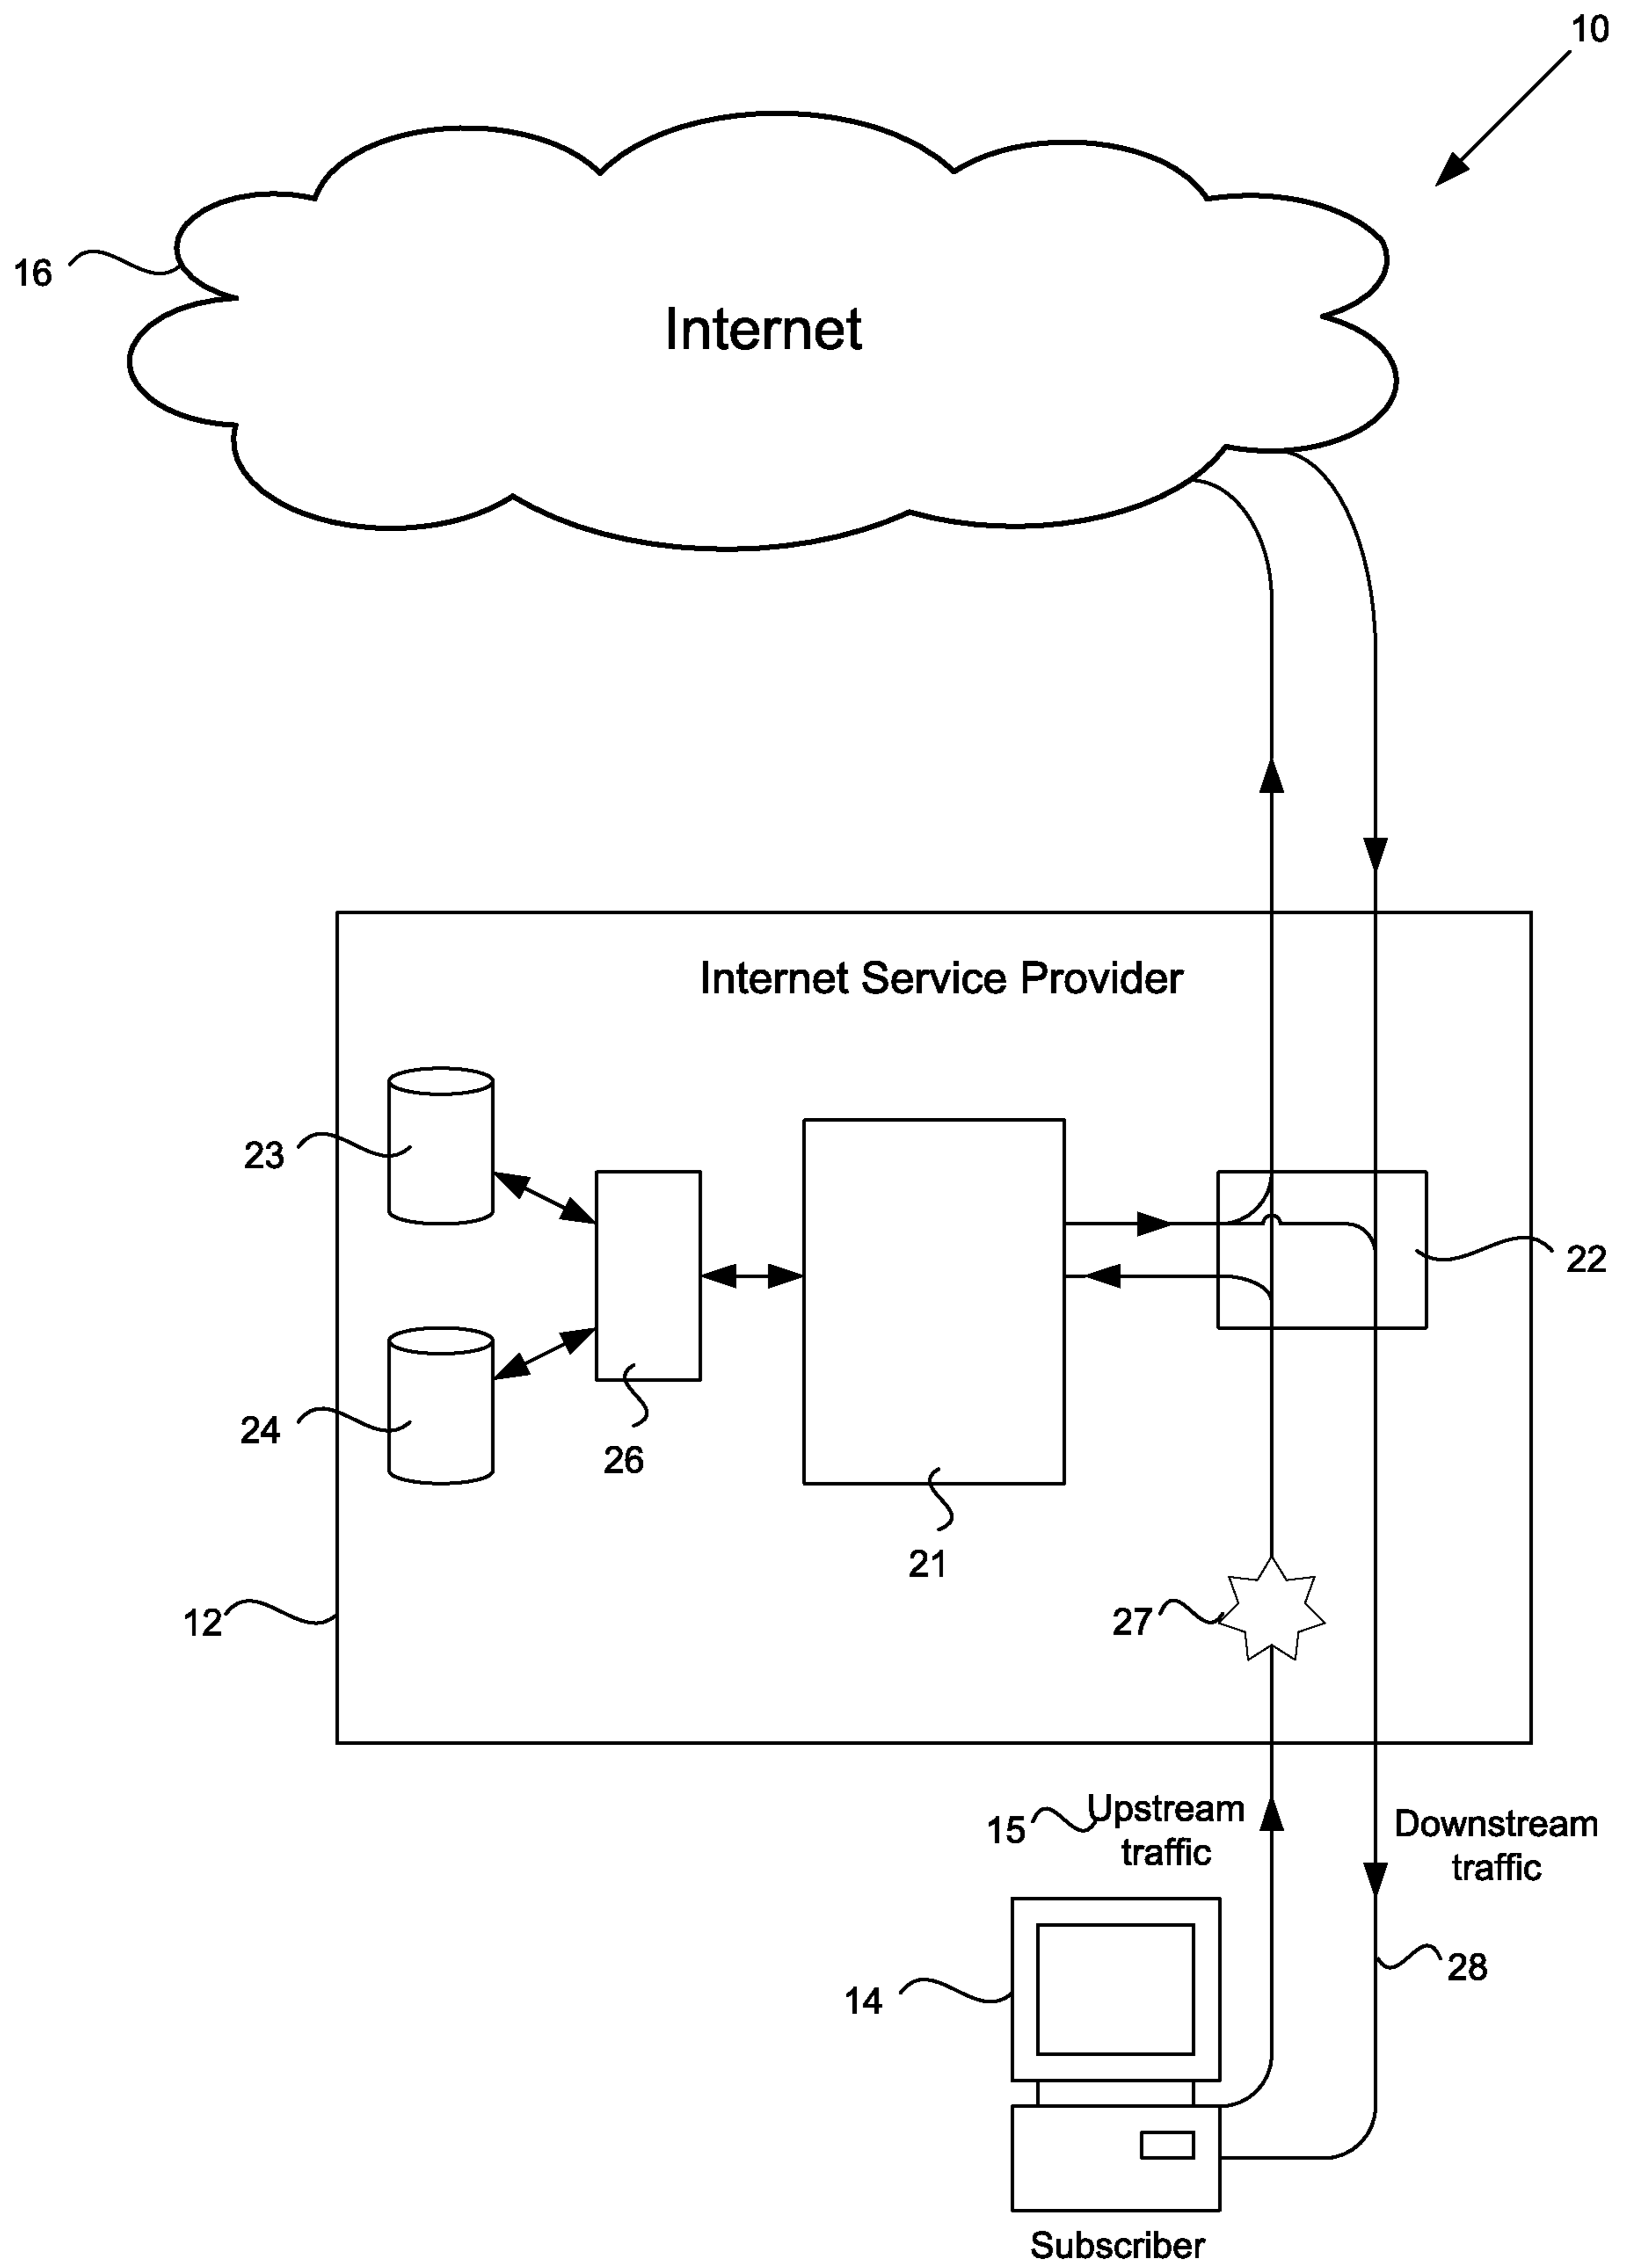 10
16
Internet
Internet Service Provider
23
22
24
26
21
12
27
15
Upstream
traffic
Downstream
traffic
14
28
Subscriber